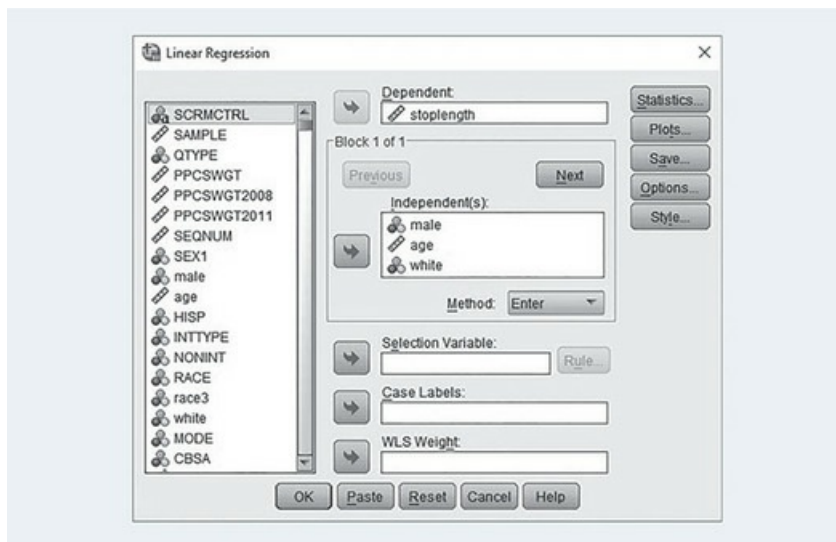 Linear Regression
SCRMCTRL
SAMPLE
QTYPE
PPCSWGT
PPCSWGT2008
PPCSWGT2011
SEQNUM
SEX1
male
age
HISP
INTTYPE
NONINT
RACE
race3
white
MODE
CBSA
Dependent:
stoplength
Block 1 of 1
Previous
Next
Independent(s):
male
age
white
Method: Enter
Selection Variable:
Rule...
Case Labels:
WLS Weight:
Statistics...
Plots...
Save...
Options...
Style...
OK Paste Reset Cancel Help